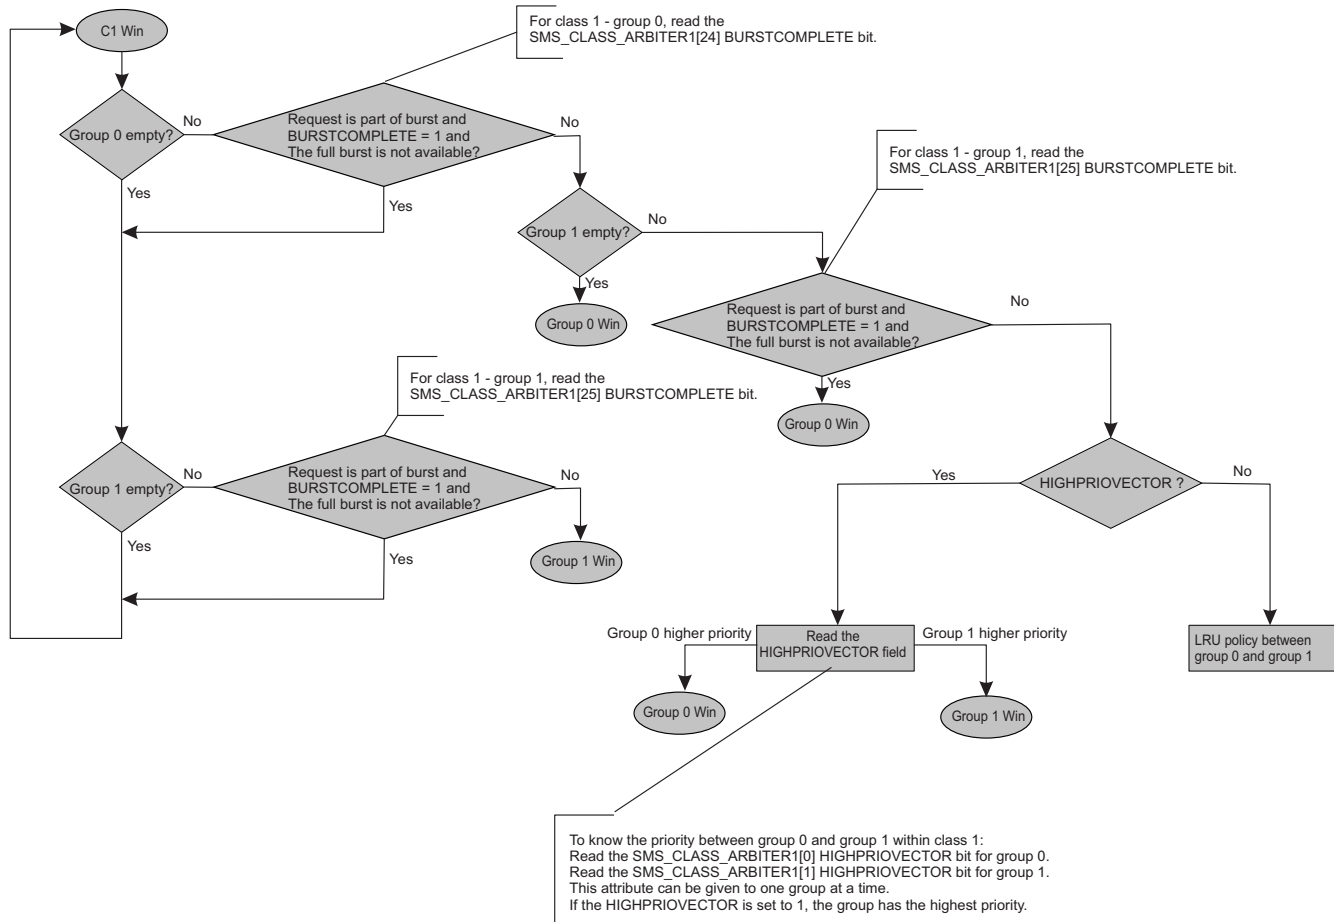 C1 Win
For class 1 - group 0, read the
SMS_CLASS_ARBITER1[24] BURSTCOMPLETE bit.
Group 0 empty?
No
Yes
Request is part of burst and
BURSTCOMPLETE = 1 and
The full burst is not available?
No
Yes
For class 1 - group 1, read the
SMS_CLASS_ARBITER1[25] BURSTCOMPLETE bit.
Group 1 empty?
No
Yes
Group 0 Win
Request is part of burst and
BURSTCOMPLETE = 1 and
The full burst is not available?
No
Yes
Group 0 Win
For class 1 - group 1, read the
SMS_CLASS_ARBITER1[25] BURSTCOMPLETE bit.
Group 1 empty?
No
Yes
Request is part of burst and
BURSTCOMPLETE = 1 and
The full burst is not available?
No
Yes
Group 1 Win
HIGHPRIOVECTOR ?
Yes
No
Group 0 higher priority
Read the
HIGHPRIOVECTOR field
Group 1 higher priority
LRU policy between
group 0 and group 1
Group 0 Win
Group 1 Win
To know the priority between group 0 and group 1 within class 1:
Read the SMS_CLASS_ARBITER1[0] HIGHPRIOVECTOR bit for group 0.
Read the SMS_CLASS_ARBITER1[1] HIGHPRIOVECTOR bit for group 1.
This attribute can be given to one group at a time.
If the HIGHPRIOVECTOR is set to 1, the group has the highest priority.